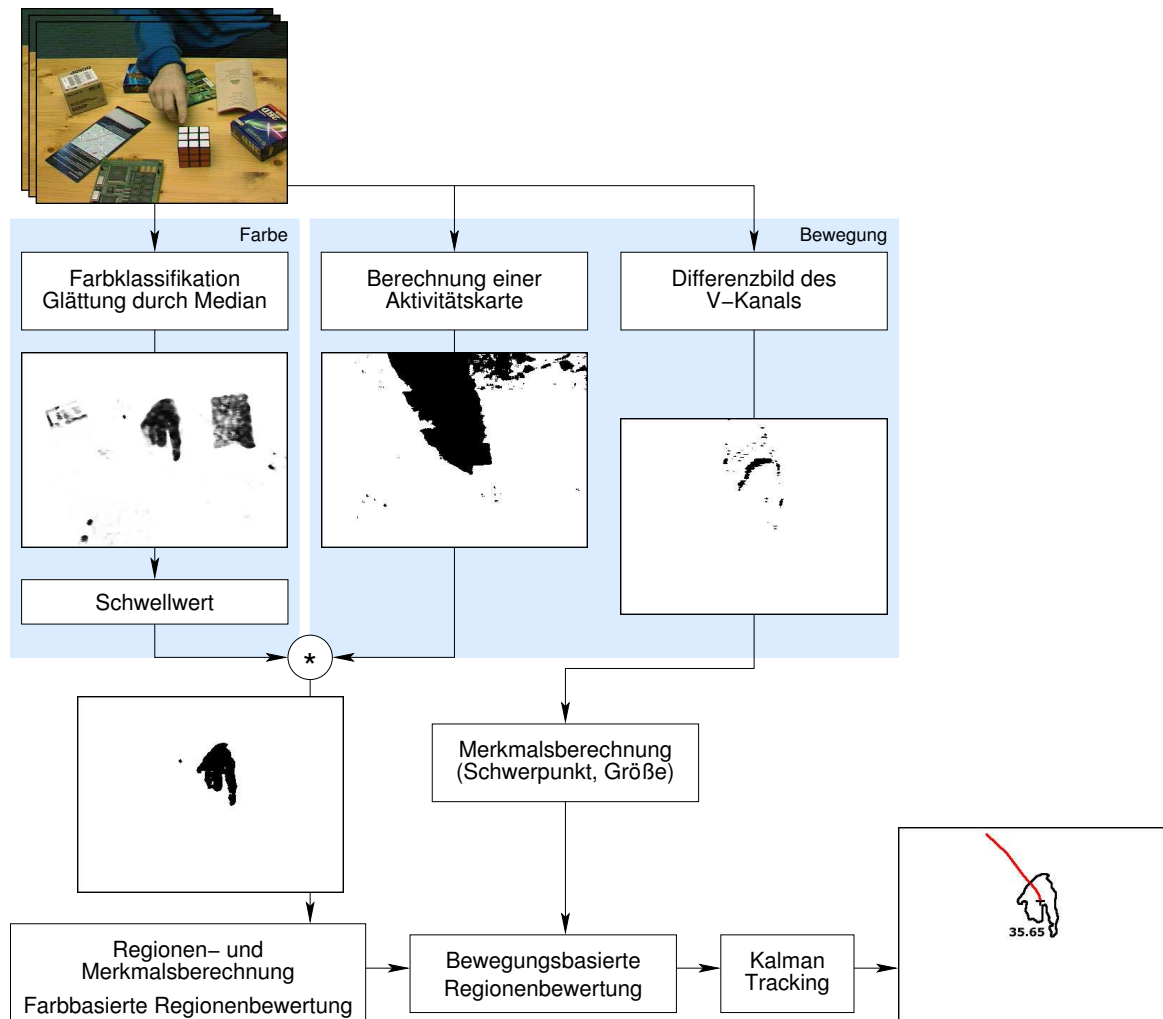 Farbe
Bewegung
Farbklassifikation
Glättung durch Median
Berechnung einer
Aktivitätskarte
Differenzbild des
V−Kanals
Schwellwert
*
Merkmalsberechnung
(Schwerpunkt, Größe)
35.65
Regionen− und
Merkmalsberechnung
Farbbasierte Regionenbewertung
Bewegungsbasierte
Regionenbewertung
Kalman
Tracking